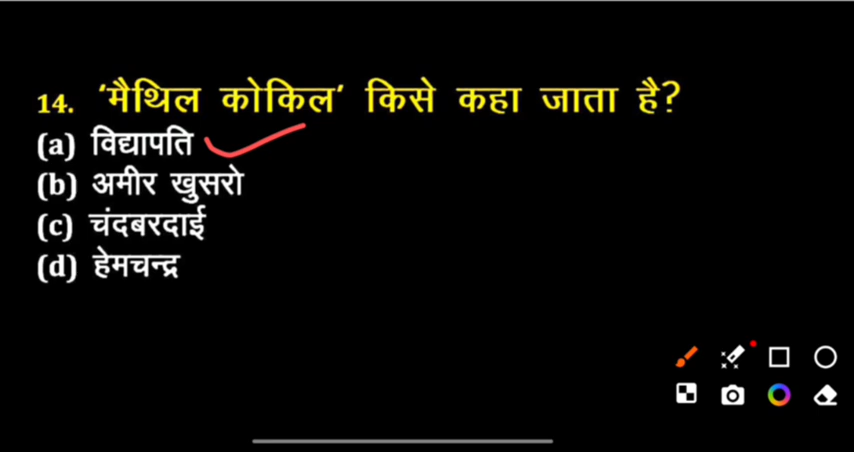 14. 'मैथिल कोकिल' किसे कहा जाता है?
(a) विद्यापति
(b) अमीर खुसरो
(c) चंदबरदाई
(d) हेमचन्द्र